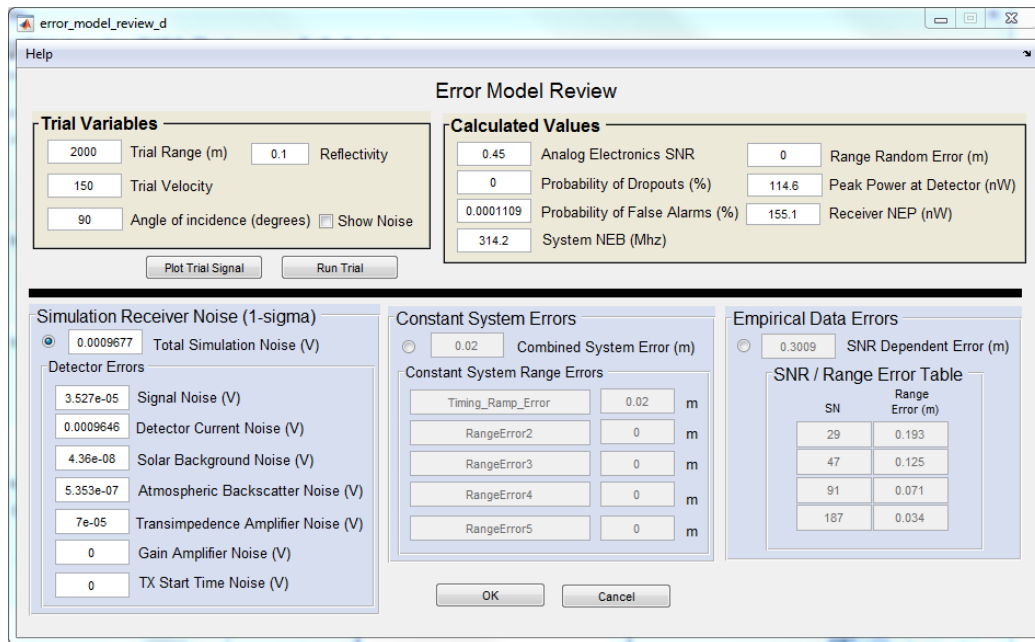 error_model_review_d
Help
Error Model Review
Trial Variables
2000 Trial Range (m) 0.1 Reflectivity
150 Trial Velocity
90 Angle of incidence (degrees) Show Noise
Plot Trial Signal Run Trial
Calculated Values
0.45 Analog Electronics SNR 0 Range Random Error (m)
0 Probability of Dropouts (%) 114.6 Peak Power at Detector (nW)
0.0001109 Probability of False Alarms (%) 155.1 Receiver NEP (nW)
314.2 System NEB (Mhz)
Simulation Receiver Noise (1-sigma)
0.0009677 Total Simulation Noise (V)
Detector Errors
3.527e-05 Signal Noise (V)
0.0009646 Detector Current Noise (V)
4.36e-08 Solar Background Noise (V)
5.353e-07 Atmospheric Backscatter Noise (V)
7e-05 Transimpedence Amplifier Noise (V)
0 Gain Amplifier Noise (V)
0 TX Start Time Noise (V)
Constant System Errors
0.02 Combined System Error (m)
Constant System Range Errors
Timing_Ramp_Error 0.02 m
RangeError2 0 m
RangeError3 0 m
RangeError4 0 m
RangeError5 0 m
Empirical Data Errors
0.3009 SNR Dependent Error (m)
SNR / Range Error Table
SN Range
Error (m)
29 0.193
47 0.125
91 0.071
187 0.034
OK Cancel